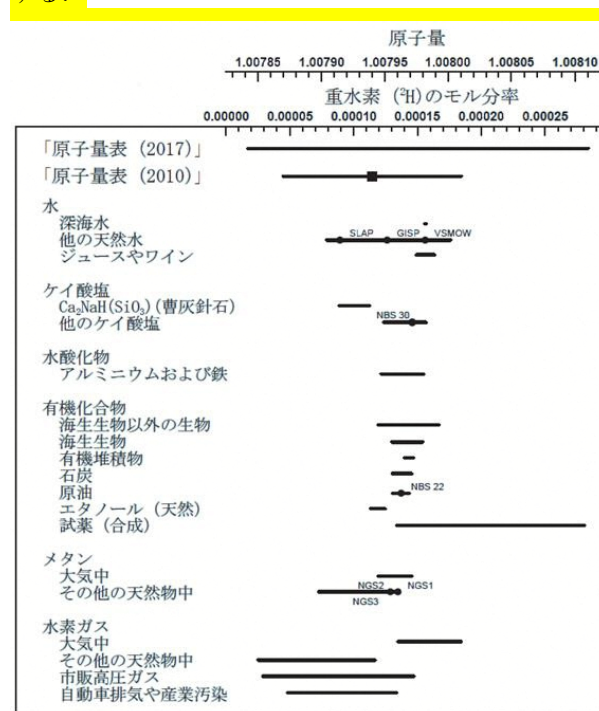 する.
原子量
1.00785 1.00790 1.00795 1.00800 1.00805 1.00810
重水素 (²H)のモル分率
0.00000 0.00005 0.00010 0.00015 0.00020 0.00025
「原子量表 (2017)」
「原子量表 (2010)」
水
深海水
他の天然水 SLAP GISP VSMOW
ジュースやワイン
ケイ酸塩
Ca₂NaH(SiO₃)(曹灰針石)
他のケイ酸塩 NBS 30
水酸化物
アルミニウムおよび鉄
有機化合物
海生生物以外の生物
海生生物
有機堆積物
石炭
原油 NBS 22
エタノール (天然)
試薬 (合成)
メタン
大気中
その他の天然物中 NGS2 NGS1
NGS3
水素ガス
大気中
その他の天然物中
市販高圧ガス
自動車排気や産業汚染